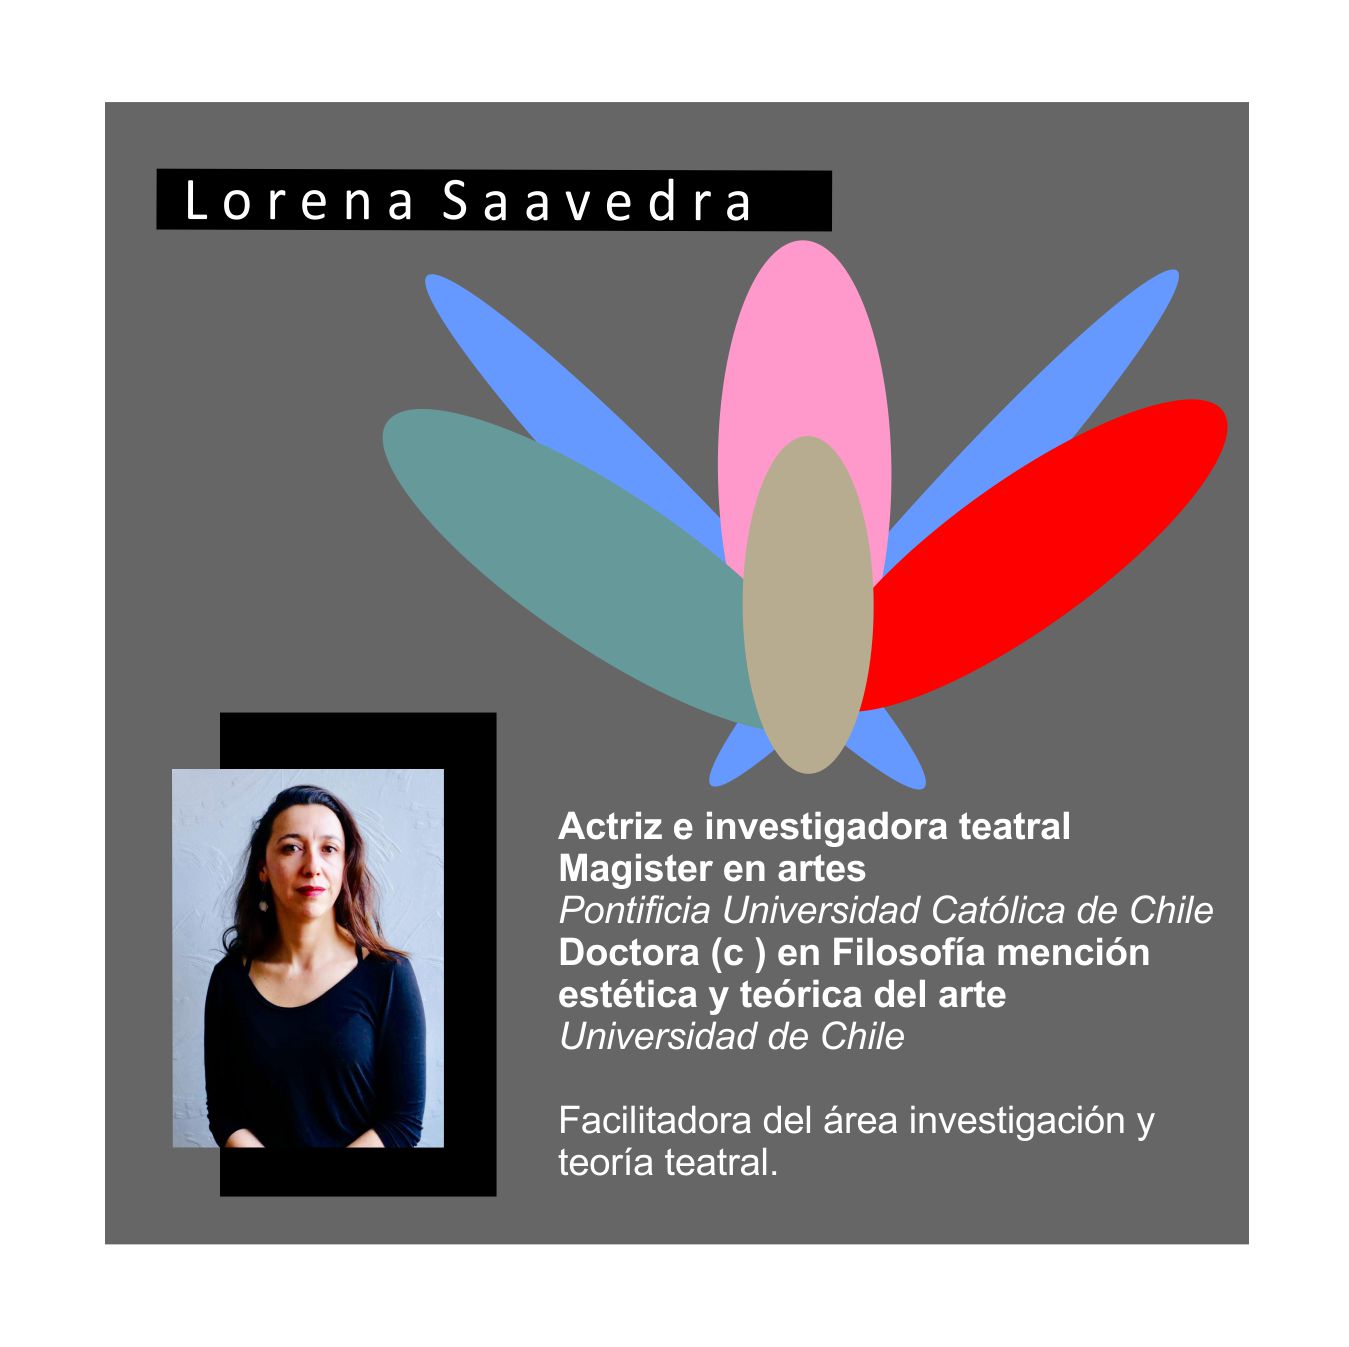 Lorena Saavedra
Actriz e investigadora teatral
Magister en artes
Pontificia Universidad Católica de Chile
Doctora (c ) en Filosofía mención
estética y teórica del arte
Universidad de Chile
Facilitadora del área investigación y
teoría teatral.